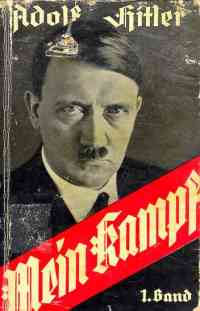 Adolf Hitler
Mein Kampf
1. Band